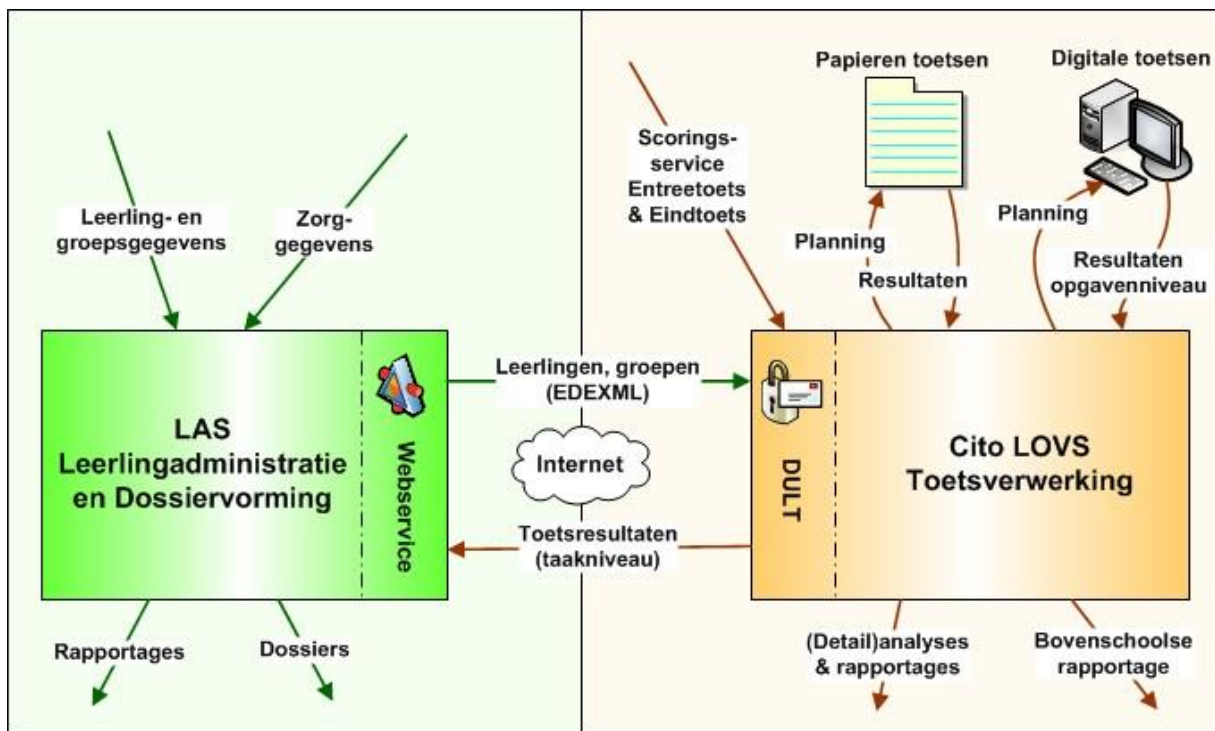 Leerling- en
groepsgegevens
Zorg-
gegevens
LAS
Leerlingadministratie
en Dossiervorming
Webservice
Rapportages
Dossiers
Leerlingen, groepen
(EDEXML)
Internet
Toetsresultaten
(taakniveau)
Scorings-
service
Entreetoets
& Eindtoets
Papieren toetsen
Planning
Resultaten
Digitale toetsen
Planning
Resultaten
opgavenniveau
DULT
Cito LOVS
Toetsverwerking
(Detail)analyses
& rapportages
Bovenschoolse
rapportage